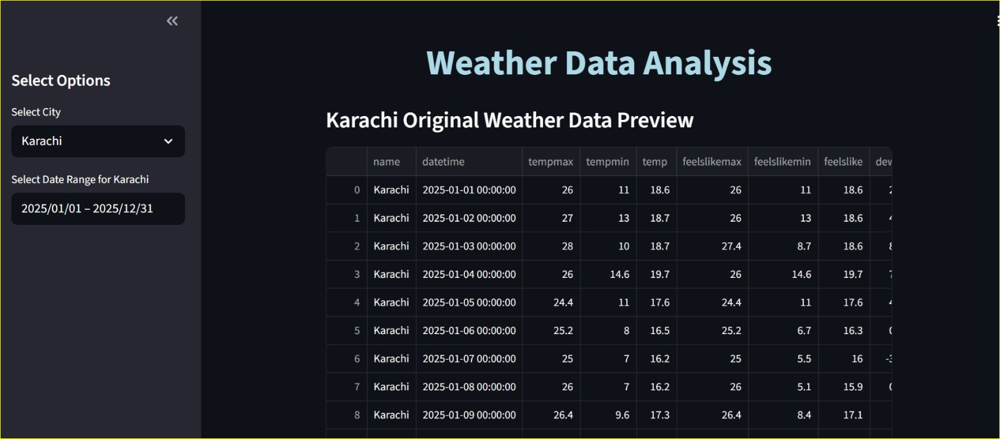 Select Options
Select City
Karachi
Select Date Range for Karachi
2025/01/01 – 2025/12/31
Weather Data Analysis
Karachi Original Weather Data Preview
name datetime tempmax tempmin temp feelslikemax feelslikemin feelslike
0 Karachi 2025-01-01 00:00:00 26 11 18.6 26 11 18.6
1 Karachi 2025-01-02 00:00:00 27 13 18.7 26 13 18.6
2 Karachi 2025-01-03 00:00:00 28 10 18.7 27.4 8.7 18.6
3 Karachi 2025-01-04 00:00:00 26 14.6 19.7 26 14.6 19.7
4 Karachi 2025-01-05 00:00:00 24.4 11 17.6 24.4 11 17.6
5 Karachi 2025-01-06 00:00:00 25.2 8 16.5 25.2 6.7 16.3
6 Karachi 2025-01-07 00:00:00 25 7 16.2 25 5.5 16
7 Karachi 2025-01-08 00:00:00 26 7 16.2 26 5.1 15.9
8 Karachi 2025-01-09 00:00:00 26.4 9.6 17.3 26.4 8.4 17.1